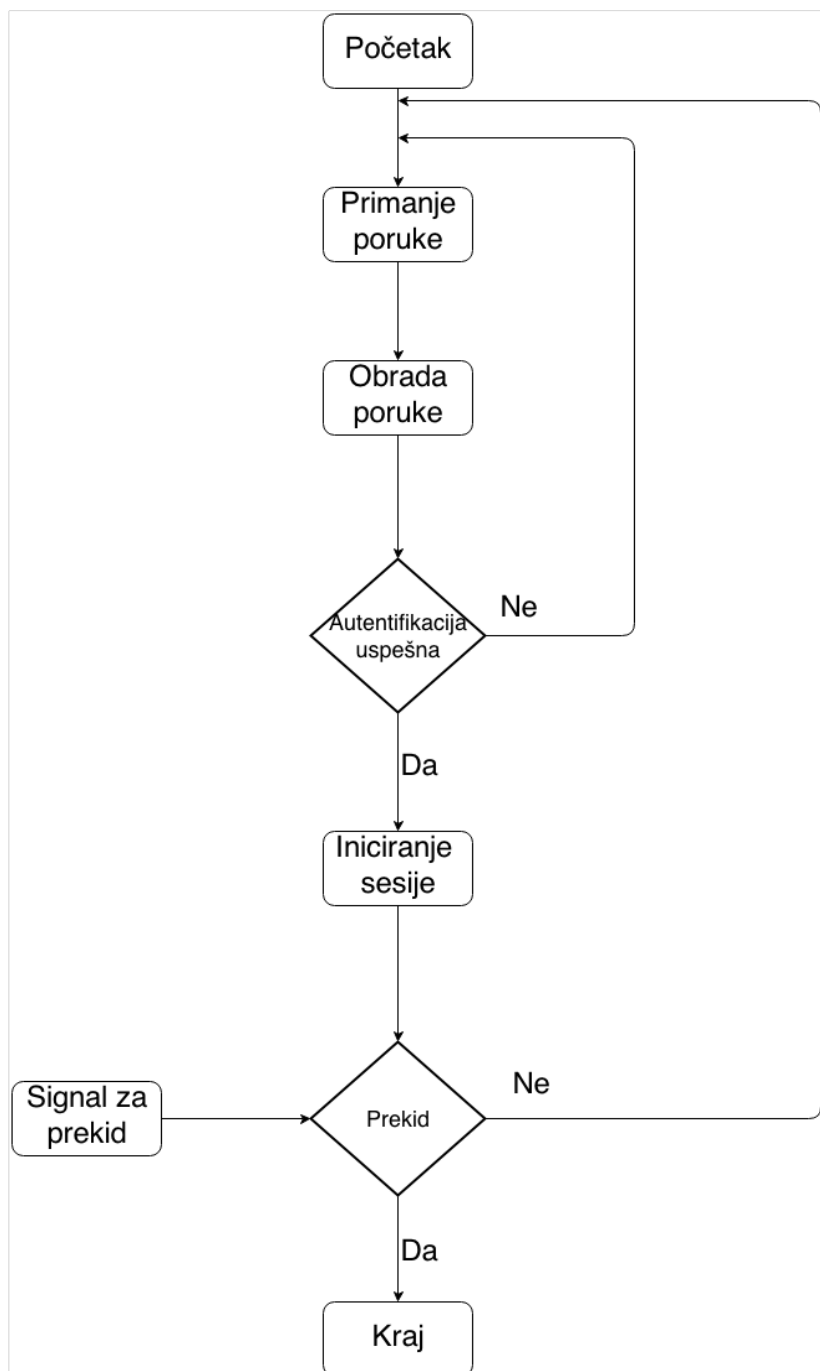 Početak
Primanje
poruke
Obrada
poruke
Autentifikacija
uspešna
Ne
Da
Iniciranje
sesije
Signal za
prekid
Prekid
Ne
Da
Kraj